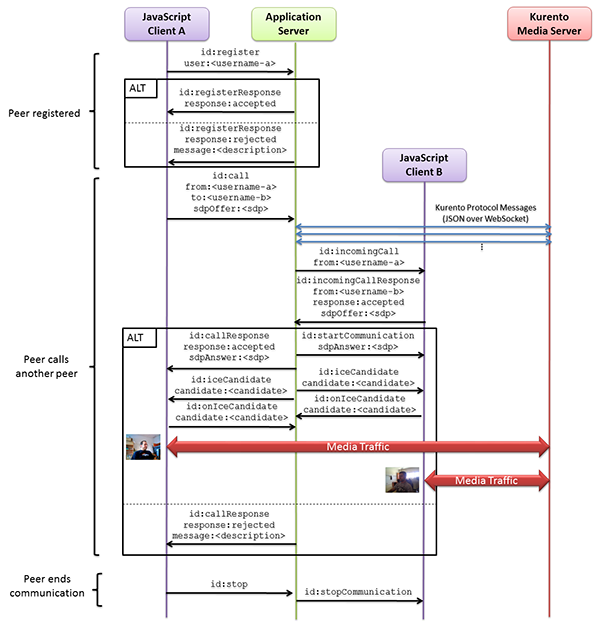 JavaScript
Client A
Application
Server
Kurento
Media Server
id:register
user:<username-a>
ALT
id:registerResponse
response:accepted
Peer registered
id:registerResponse
response:rejected
message:<description>
JavaScript
Client B
id:call
from:<username-a>
to:<username-b>
sdpOffer:<sdp>
Kurento Protocol Messages
(JSON over WebSocket)
...
id:incomingCall
from:<username-a>
id:incomingCallResponse
from:<username-b>
response:accepted
sdpOffer:<sdp>
ALT
id:callResponse
response:accepted
sdpAnswer:<sdp>
id:startCommunication
sdpAnswer:<sdp>
Peer calls
another peer
id:iceCandidate
candidate:<candidate>
id:iceCandidate
candidate:<candidate>
id:onIceCandidate
candidate:<candidate>
id:onIceCandidate
candidate:<candidate>
Media Traffic
Media Traffic
id:callResponse
response:rejected
message:<description>
Peer ends
communication
id:stop
id:stopCommunication